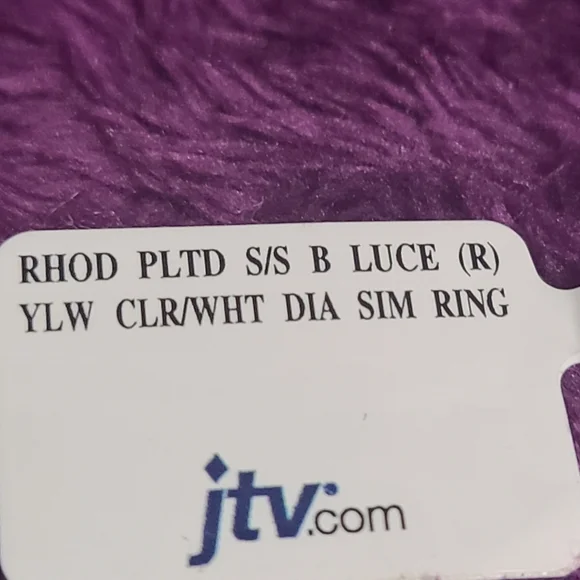 RHOD PLTD S/S B LUCE (R)
YLW CLR/WHT DIA SIM RING
jtv.com